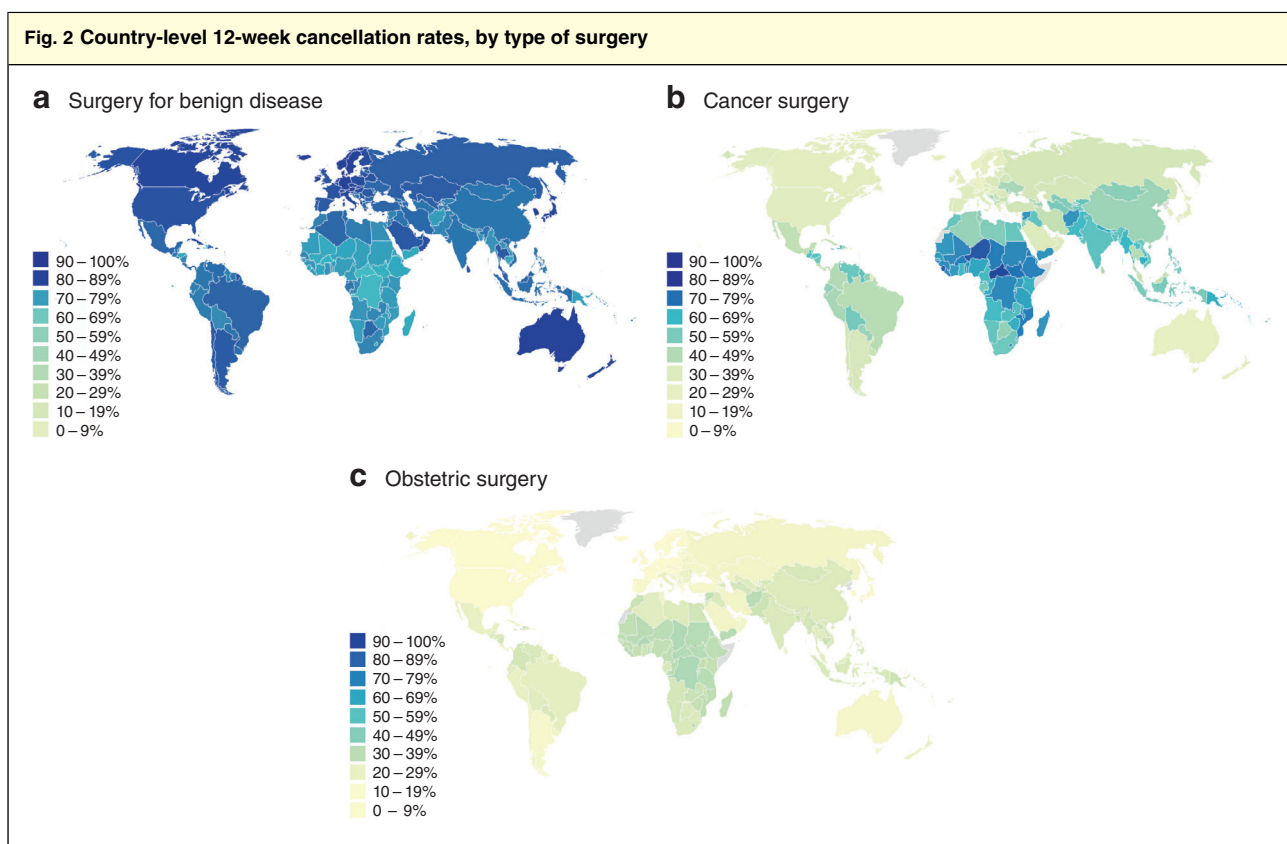 Fig. 2 Country-level 12-week cancellation rates, by type of surgery
a Surgery for benign disease
90 – 100%
80 – 89%
70 – 79%
60 – 69%
50 – 59%
40 – 49%
30 – 39%
20 – 29%
10 – 19%
0 – 9%
b Cancer surgery
90 – 100%
80 – 89%
70 – 79%
60 – 69%
50 – 59%
40 – 49%
30 – 39%
20 – 29%
10 – 19%
0 – 9%
c Obstetric surgery
90 – 100%
80 – 89%
70 – 79%
60 – 69%
50 – 59%
40 – 49%
30 – 39%
20 – 29%
10 – 19%
0 – 9%